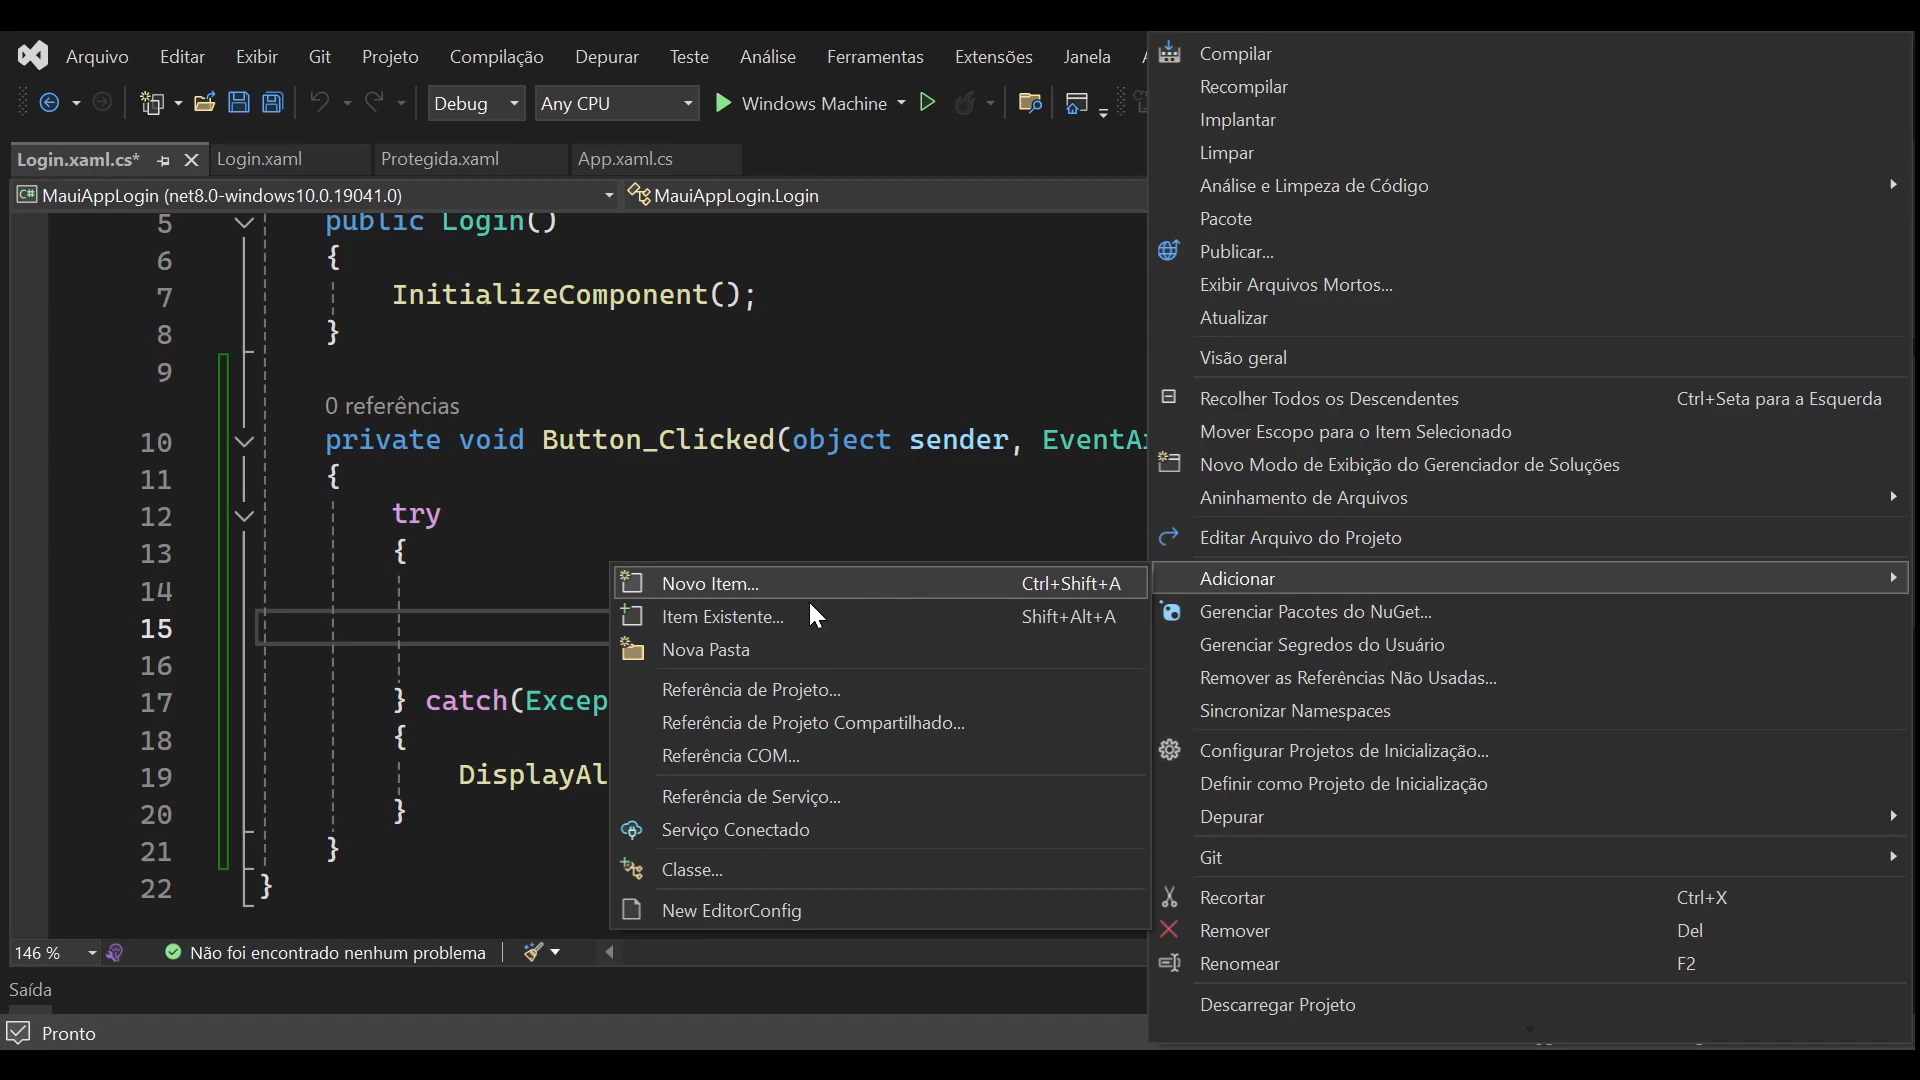 Arquivo Editar Exibir Git Projeto Compilação Depurar Teste Análise Ferramentas Extensões Janela
Debug Any CPU Windows Machine
Login.xaml.cs* Login.xaml Protegida.xaml App.xaml.cs
C# MauiAppLogin (net8.0-windows10.0.19041.0) MauiAppLogin.Login
5 public Login()
6 {
7 InitializeComponent();
8 }
9
0 referências
10 private void Button_Clicked(object sender,
11 {
12 try
13 {
14
15
16
17 } catch(
18 {
19
20 }
21 }
22 }
Novo Item... Ctrl+Shift+A
Item Existente... Shift+Alt+A
Nova Pasta
Referência de Projeto...
Referência de Projeto Compartilhado...
Referência COM...
Referência de Serviço...
Serviço Conectado
Classe...
New EditorConfig
Compilar
Recompilar
Implantar
Limpar
Análise e Limpeza de Código
Pacote
Publicar...
Exibir Arquivos Mortos...
Atualizar
Visão geral
Recolher Todos os Descendentes Ctrl+Seta para a Esquerda
Mover Escopo para o Item Selecionado
Novo Modo de Exibição do Gerenciador de Soluções
Aninhamento de Arquivos
Editar Arquivo do Projeto
Adicionar
Gerenciar Pacotes do NuGet...
Gerenciar Segredos do Usuário
Remover as Referências Não Usadas...
Sincronizar Namespaces
Configurar Projetos de Inicialização...
Definir como Projeto de Inicialização
Depurar
Git
Recortar Ctrl+X
Remover Del
Renomear F2
Descarregar Projeto
146 % Não foi encontrado nenhum problema
Saída
Pronto